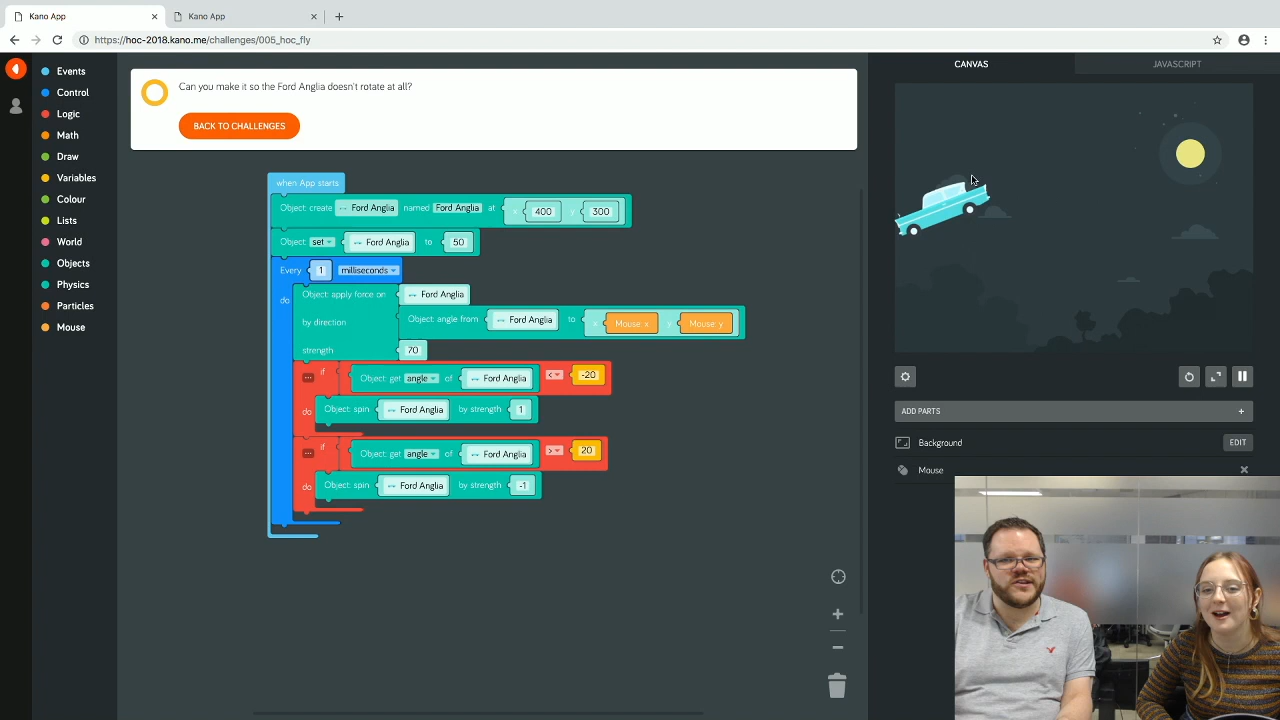 Kano App
Kano App
https://hoc-2018.kano.me/challenges/005_hoc_fly
Events
Control
Logic
Math
Draw
Variables
Colour
Lists
World
Objects
Physics
Particles
Mouse
Can you make it so the Ford Anglia doesn't rotate at all?
BACK TO CHALLENGES
when App starts
Object: create Ford Anglia named Ford Anglia at x 400 y 300
Object set Ford Anglia to 50
Every 1 milliseconds
do
Object: apply force on Ford Anglia
by direction Object: angle from Ford Anglia to x Mouse x y Mouse y
strength 70
... if Object: get angle of Ford Anglia < -20
do Object: spin Ford Anglia by strength 1
... if Object: get angle of Ford Anglia > 20
do Object: spin Ford Anglia by strength -1
CANVAS
JAVASCRIPT
ADD PARTS
Background
EDIT
Mouse